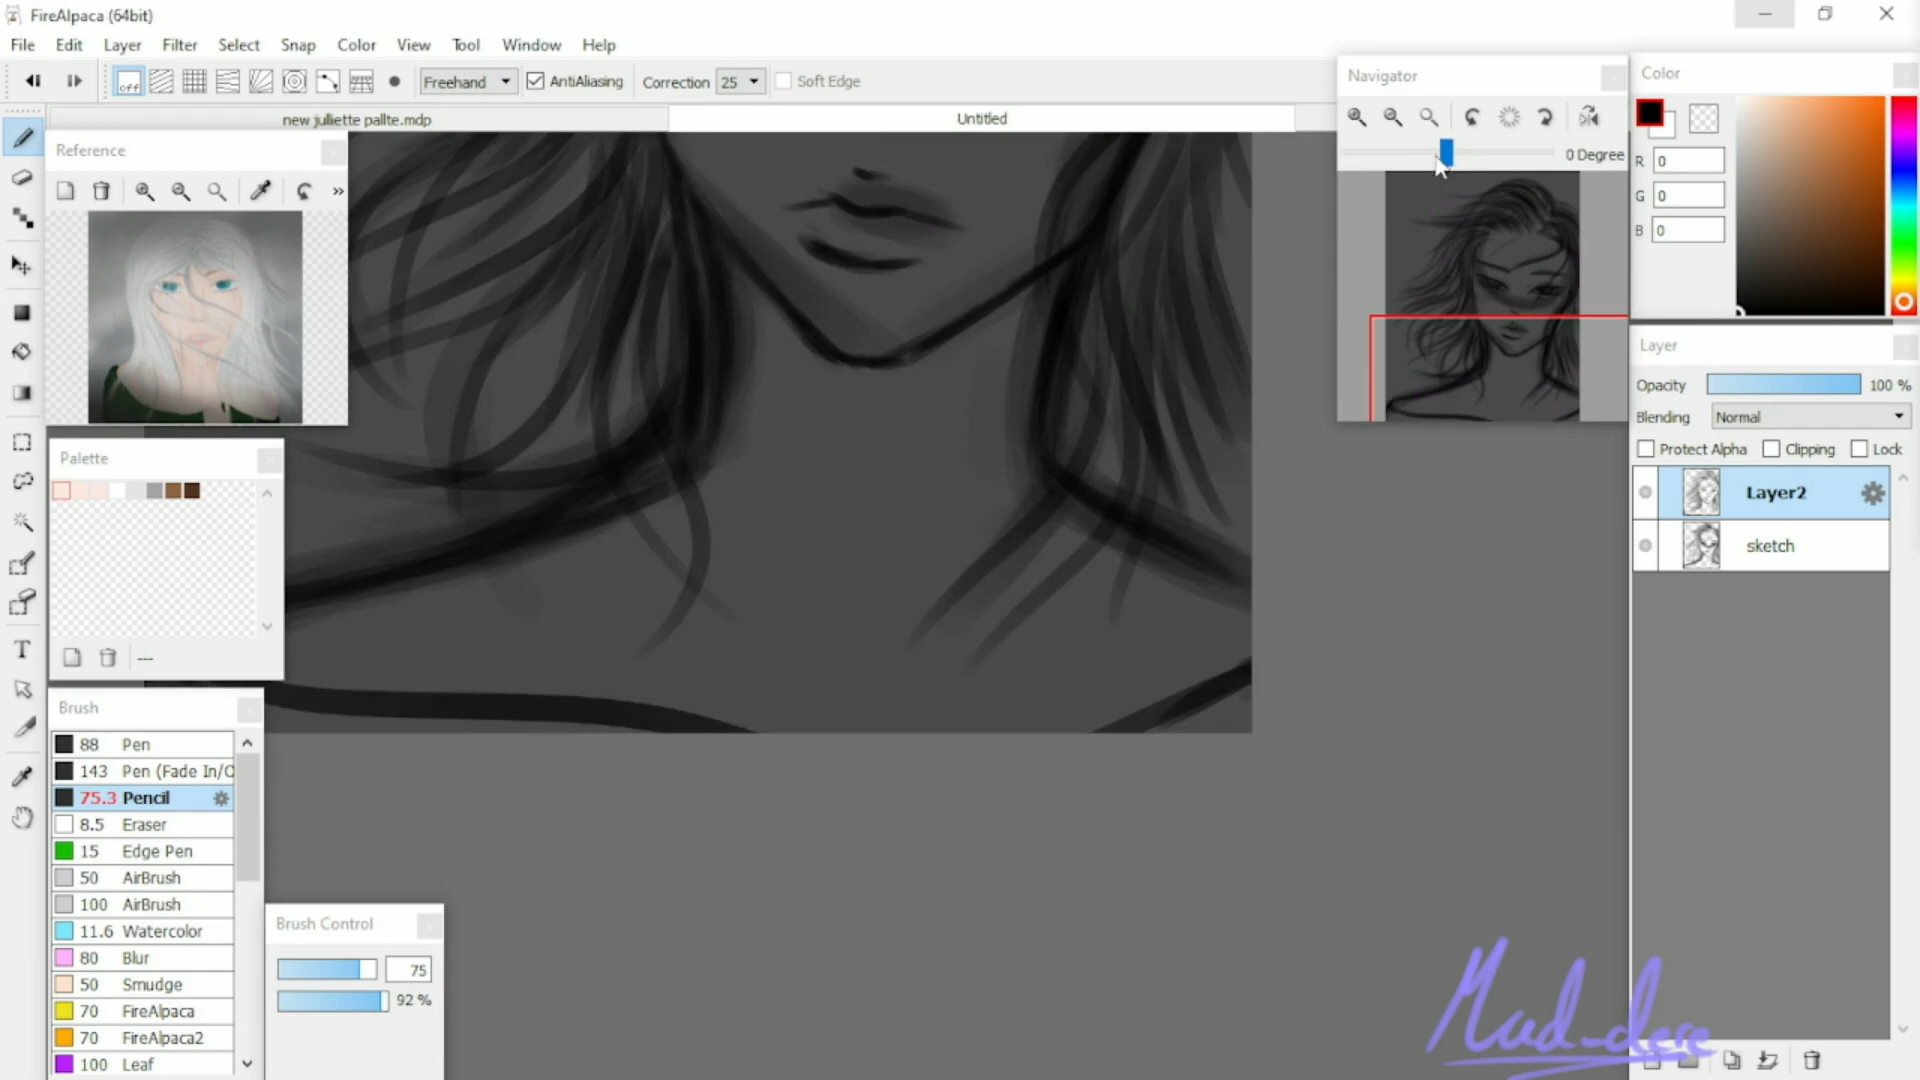 FireAlpaca (64bit)
File Edit Layer Filter Select Snap Color View Tool Window Help
off Freehand AntiAliasing Correction 25 Soft Edge
new julliette pallte.mdp Untitled
Reference
Navigator
0 Degree
Color
R 0
G 0
B 0
Palette
---
Layer
Opacity 100 %
Blending Normal
Protect Alpha Clipping Lock
Layer2
sketch
Brush
88 Pen
143 Pen (Fade In/O
75.3 Pencil
8.5 Eraser
15 Edge Pen
50 AirBrush
100 AirBrush
11.6 Watercolor
80 Blur
50 Smudge
70 FireAlpaca
70 FireAlpaca2
100 Leaf
Brush Control
75
92 %
Mad-dere